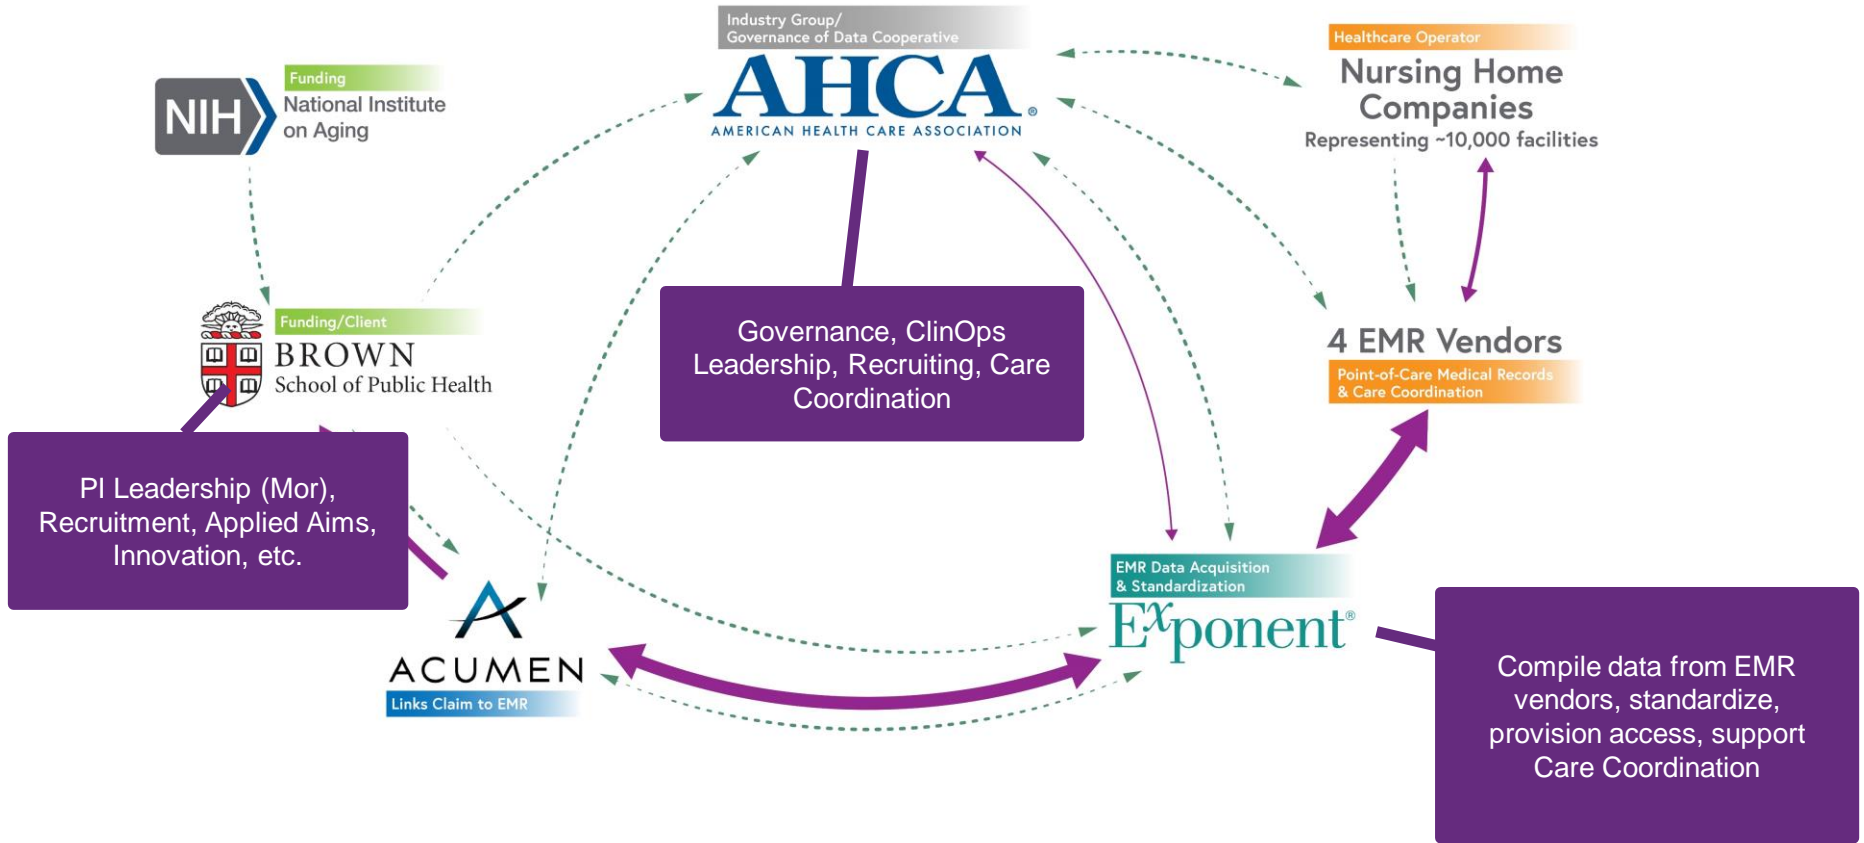 Industry Group/
Governance of Data Cooperative
AHCA®
AMERICAN HEALTH CARE ASSOCIATION
Healthcare Operator
Nursing Home
Companies
Representing ~10,000 facilities
NIH
Funding
National Institute
on Aging
Funding/Client
BROWN
School of Public Health
Governance, ClinOps
Leadership, Recruiting, Care
Coordination
4 EMR Vendors
Point-of-Care Medical Records
& Care Coordination
PI Leadership (Mor),
Recruitment, Applied Aims,
Innovation, etc.
ACUMEN
Links Claim to EMR
EMR Data Acquisition
& Standardization
Exponent®
Compile data from EMR
vendors, standardize,
provision access, support
Care Coordination